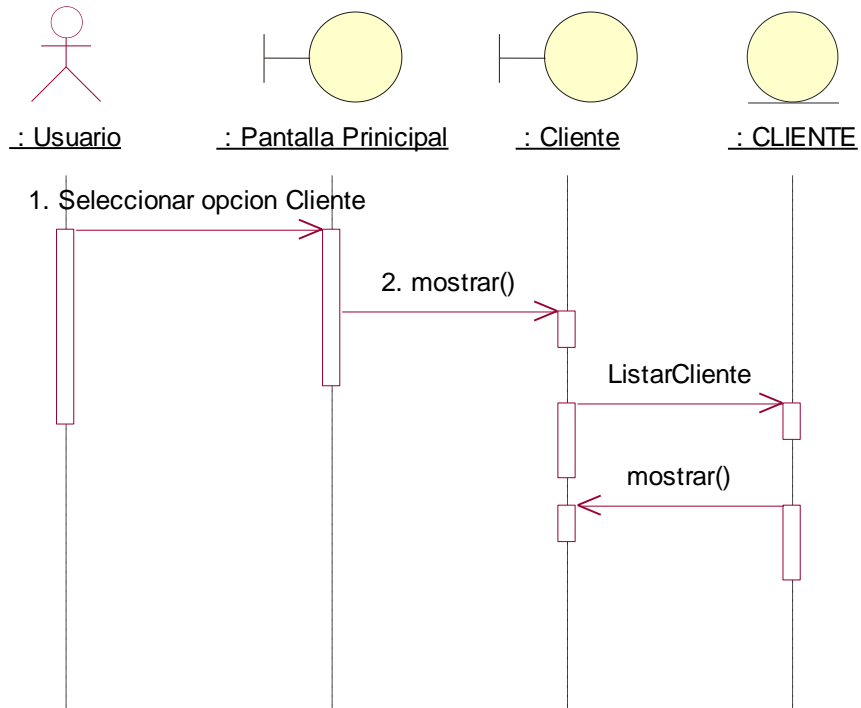 : Usuario
: Pantalla Prinicipal
: Cliente
: CLIENTE
1. Seleccionar opcion Cliente
2. mostrar()
ListarCliente
mostrar()